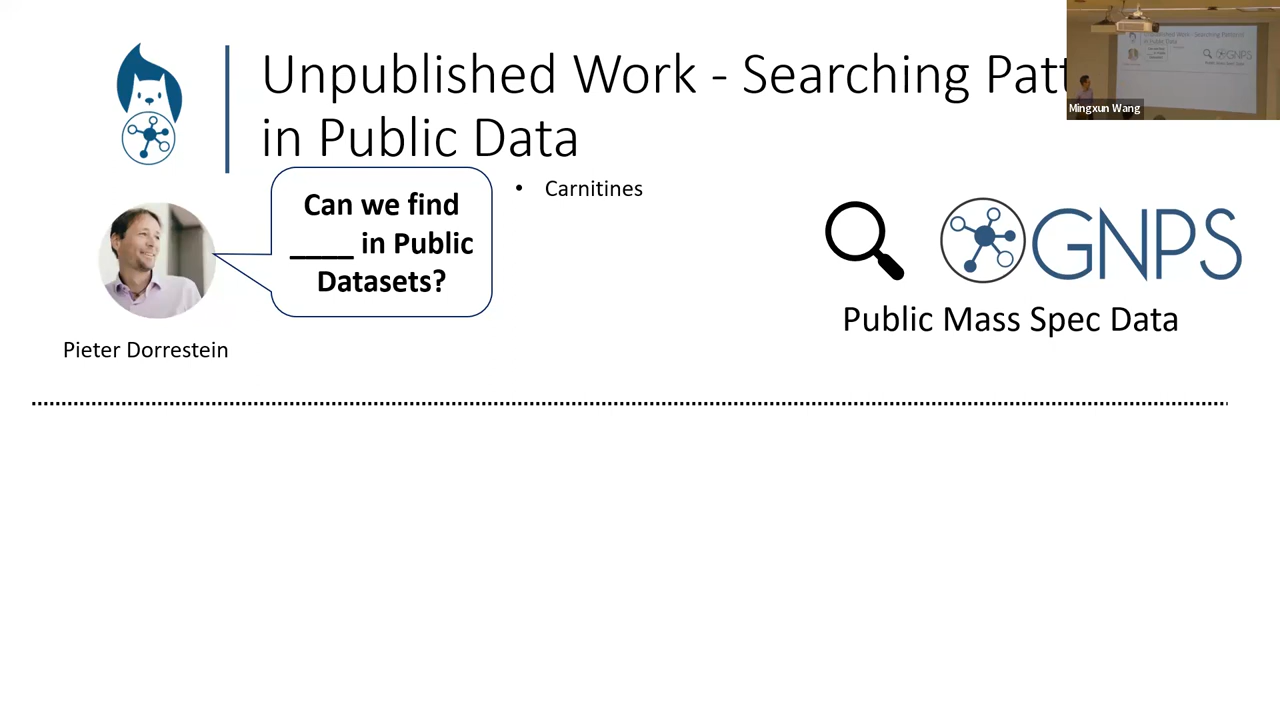 Unpublished Work - Searching Patt
in Public Data
Mingxun Wang
Can we find
____ in Public
Datasets?
• Carnitines
GNPS
Public Mass Spec Data
Pieter Dorrestein